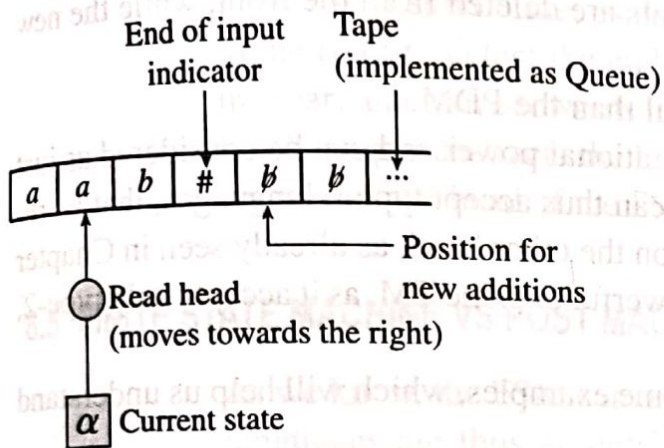 End of input
indicator
Tape
(implemented as Queue)
a a b # b̸ b̸ ...
Position for
new additions
Read head
(moves towards the right)
α Current state